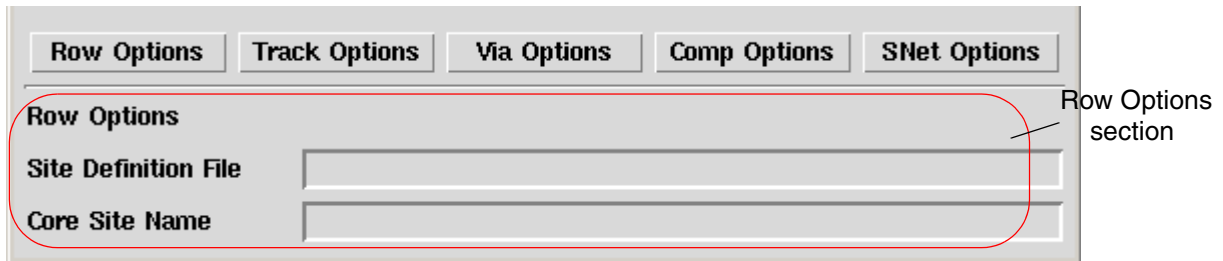 Row Options Track Options Via Options Comp Options SNet Options
Row Options
Site Definition File
Core Site Name
Row Options
section